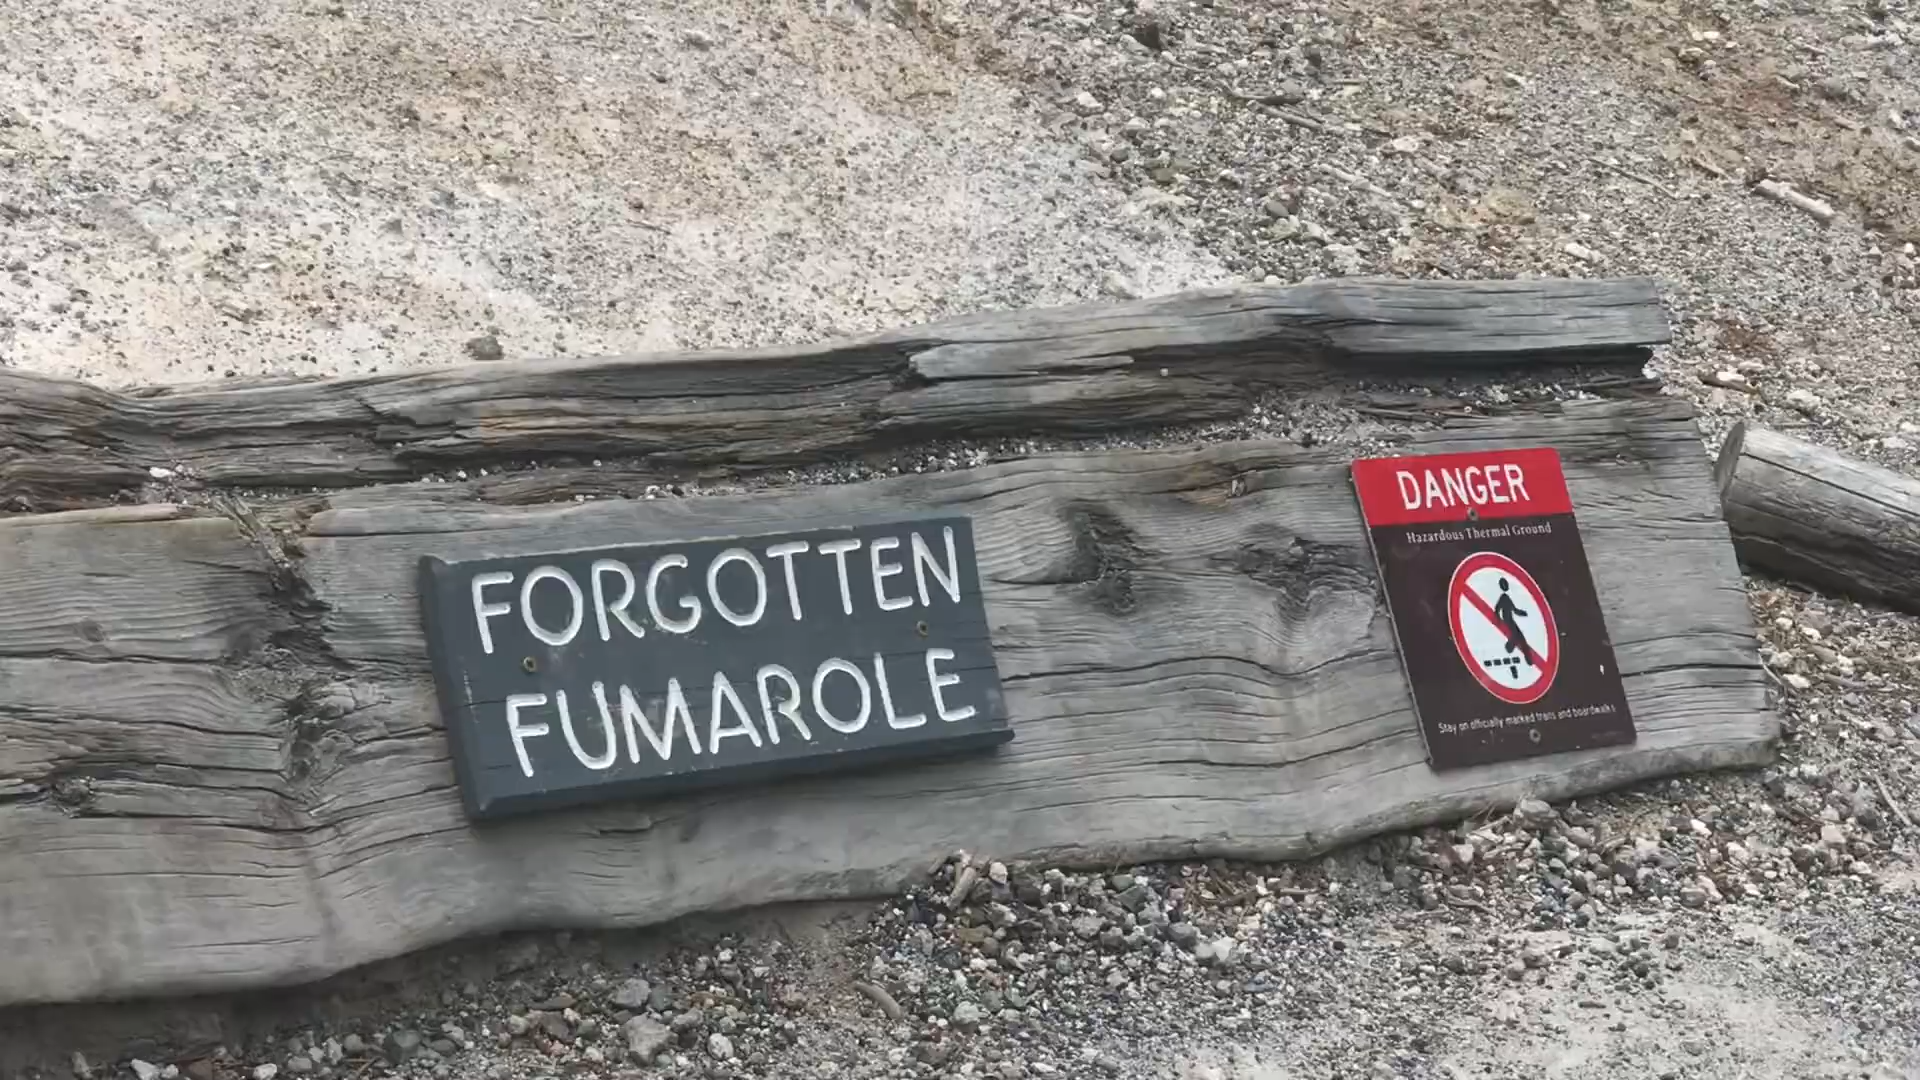 FORGOTTEN
FUMAROLE
DANGER
Hazardous Thermal Ground
Stay on officially marked trails and boardwalks